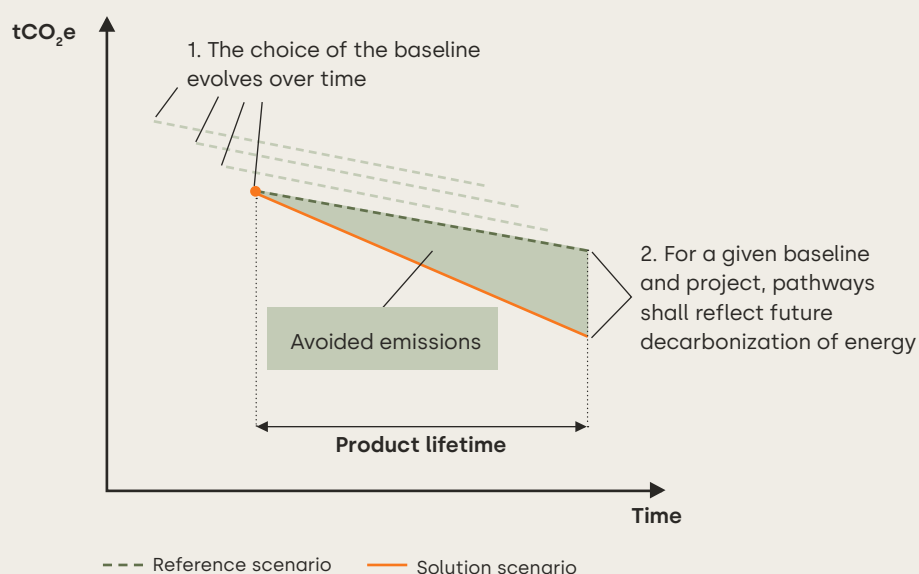 tCO₂e
1. The choice of the baseline
evolves over time
2. For a given baseline
and project, pathways
shall reflect future
decarbonization of energy
Avoided emissions
Product lifetime
Time
Reference scenario
Solution scenario